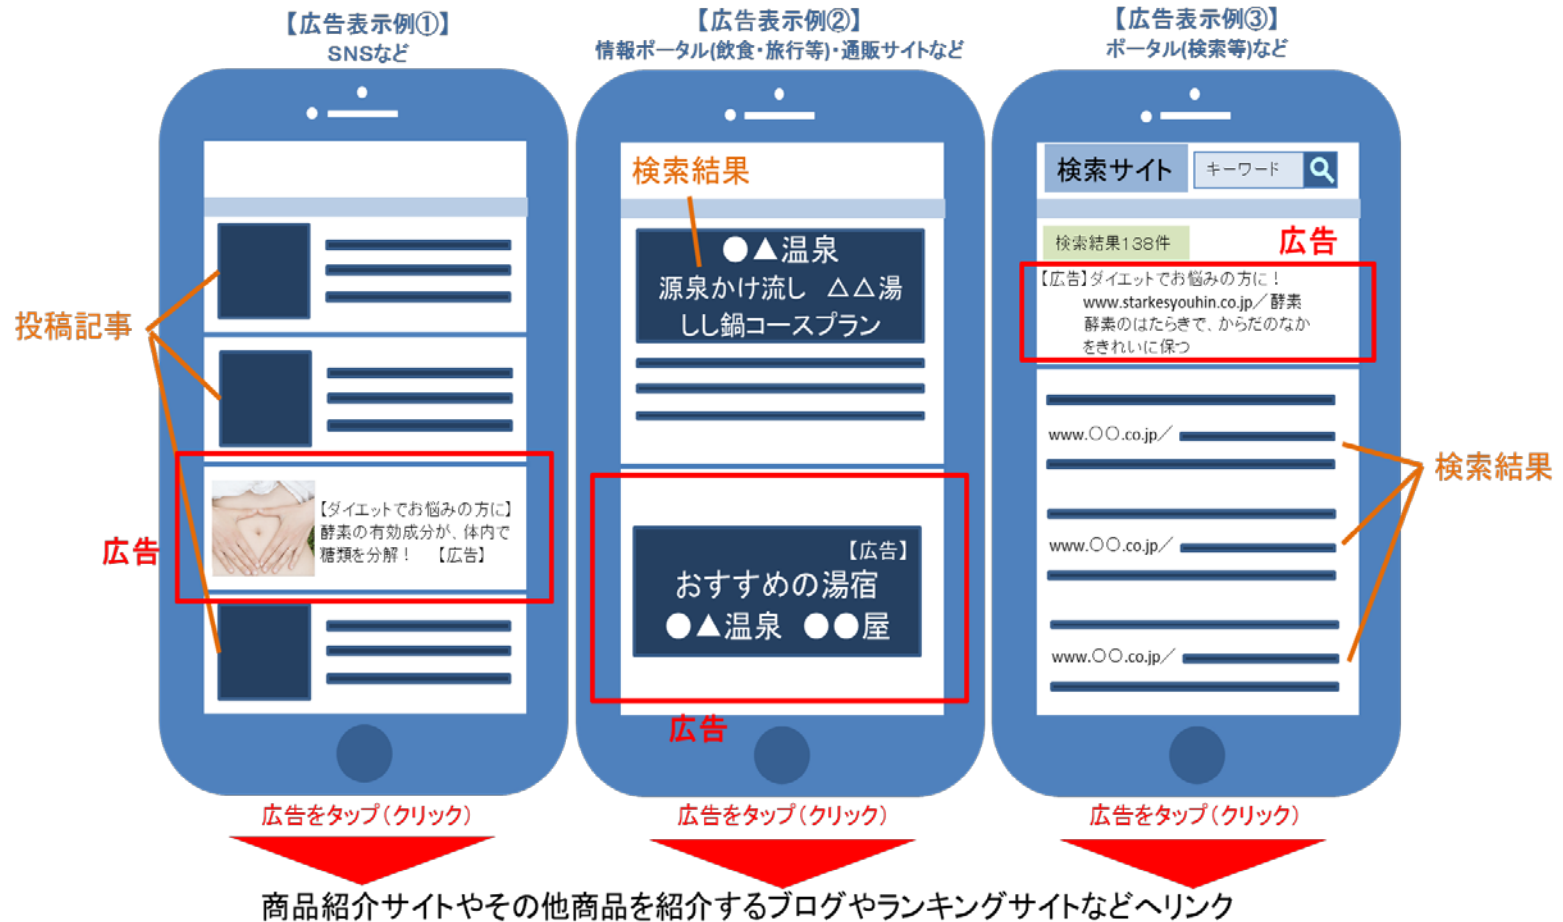 【広告表示例①】
SNSなど
【広告表示例②】
情報ポータル(飲食・旅行等)・通販サイトなど
【広告表示例③】
ポータル(検索等)など
投稿記事
広告
【ダイエットでお悩みの方に】
酵素の有効成分が、体内で
糖類を分解！　【広告】
検索結果
●▲温泉
源泉かけ流し　△△湯
しし鍋コースプラン
【広告】
おすすめの湯宿
●▲温泉　●●屋
広告
検索サイト
キーワード
検索結果138件
広告
【広告】ダイエットでお悩みの方に！
www.starkesyouhin.co.jp／酵素
酵素のはたらきで、からだのなか
をきれいに保つ
www.〇〇.co.jp／
www.〇〇.co.jp／
www.〇〇.co.jp／
検索結果
広告をタップ（クリック）
広告をタップ（クリック）
広告をタップ（クリック）
商品紹介サイトやその他商品を紹介するブログやランキングサイトなどへリンク